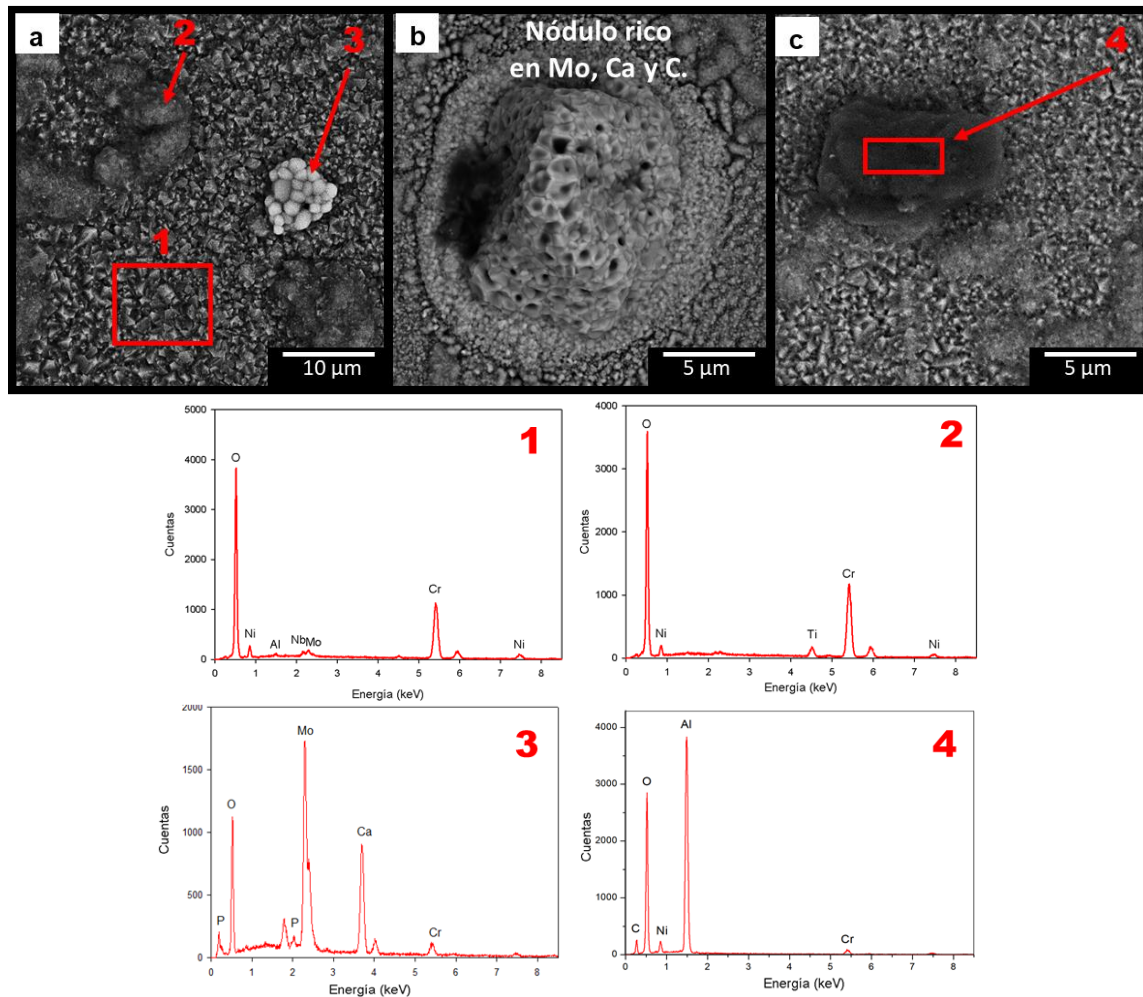 a
2
3
1
10 µm
b
Nódulo rico
en Mo, Ca y C.
5 µm
c
4
5 µm
1
5000
4000
3000
2000
1000
0
Cuentas
O
Ni
Al
Nb
Mo
Cr
Ni
0 1 2 3 4 5 6 7 8
Energía (keV)
2
4000
3000
2000
1000
0
Cuentas
O
Ni
Ti
Cr
Ni
0 1 2 3 4 5 6 7 8
Energía (keV)
3
2000
1500
1000
500
0
Cuentas
P
O
P
Mo
Ca
Cr
0 1 2 3 4 5 6 7 8
Energía (keV)
4
4000
3000
2000
1000
0
Cuentas
C
O
Ni
Al
Cr
0 1 2 3 4 5 6 7 8
Energía (keV)